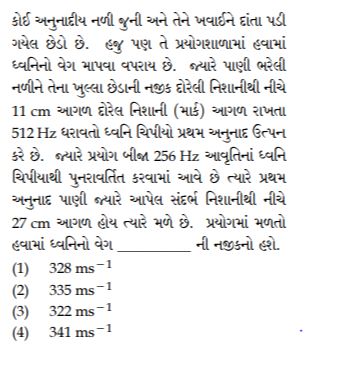 કોઈ અનુનાદીય નળી જુની અને તેને ખવાઈને દાંતા પડી
ગયેલ છેડો છે. હજુ પણ તે પ્રયોગશાળામાં હવામાં
ધ્વનિનો વેગ માપવા વપરાય છે. જ્યારે પાણી ભરેલી
નળીને તેના ખુલ્લા છેડાની નજીક દોરેલી નિશાનીથી નીચે
11 cm આગળ દોરેલ નિશાની (માર્ક) આગળ રાખતા
512 Hz ધરાવતો ધ્વનિ ચિપીયો પ્રથમ અનુનાદ ઉત્પન
કરે છે. જ્યારે પ્રયોગ બીજા 256 Hz આવૃતિનાં ધ્વનિ
ચિપીયાથી પુનરાવર્તિત કરવામાં આવે છે ત્યારે પ્રથમ
અનુનાદ પાણી જ્યારે આપેલ સંદર્ભ નિશાનીથી નીચે
27 cm આગળ હોય ત્યારે મળે છે. પ્રયોગમાં મળતો
હવામાં ધ્વનિનો વેગ __________ ની નજીકનો હશે.
(1) 328 ms⁻¹
(2) 335 ms⁻¹
(3) 322 ms⁻¹
(4) 341 ms⁻¹